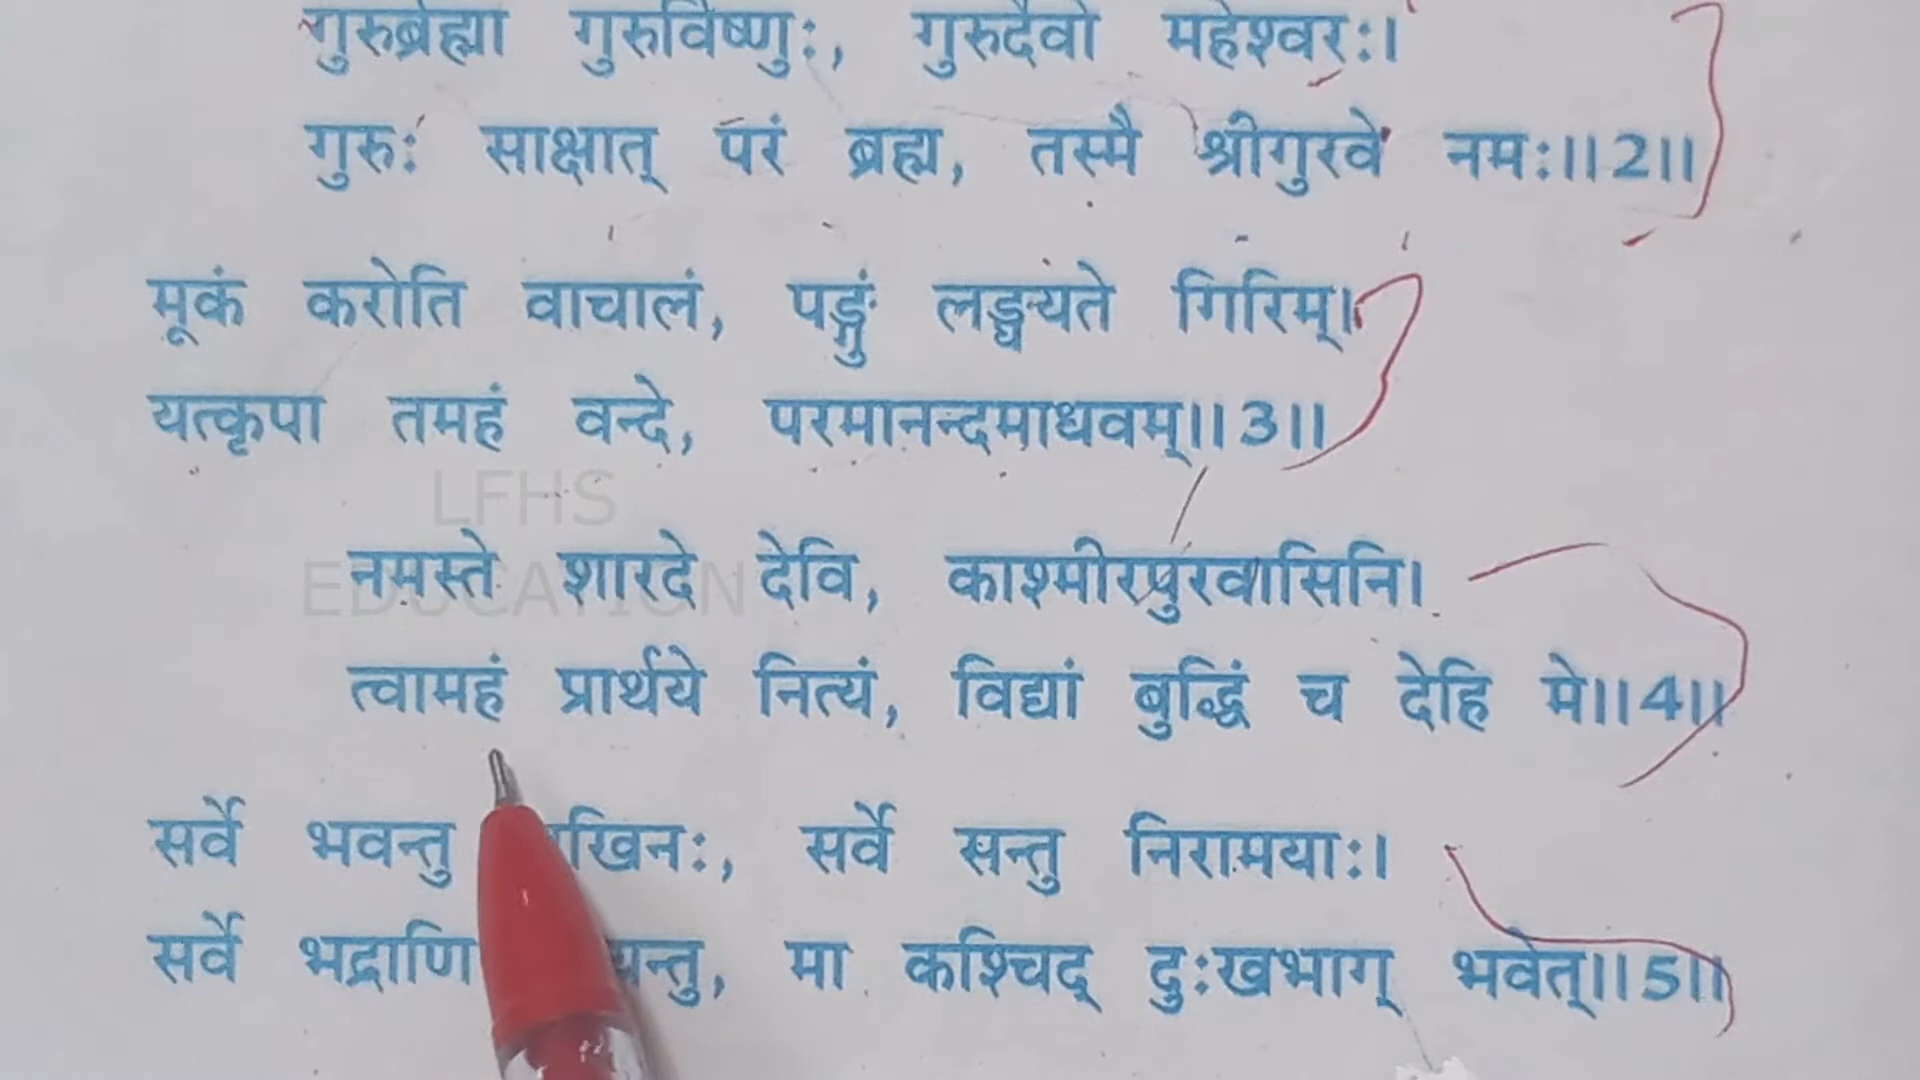 गुरुर्ब्रह्मा गुरुर्विष्णुः, गुरुर्देवो महेश्वरः।
गुरुः साक्षात् परं ब्रह्म, तस्मै श्रीगुरवे नमः॥2॥
मूकं करोति वाचालं, पङ्गुं लङ्घयते गिरिम्।
यत्कृपा तमहं वन्दे, परमानन्दमाधवम्॥3॥
LFHS
EDUCATION
नमस्ते शारदे देवि, काश्मीरपुरवासिनि।
त्वामहं प्रार्थये नित्यं, विद्यां बुद्धिं च देहि मे॥4॥
सर्वे भवन्तु खिनः, सर्वे सन्तु निरामयाः।
सर्वे भद्राणि यन्तु, मा कश्चिद् दुःखभाग् भवेत्॥5॥